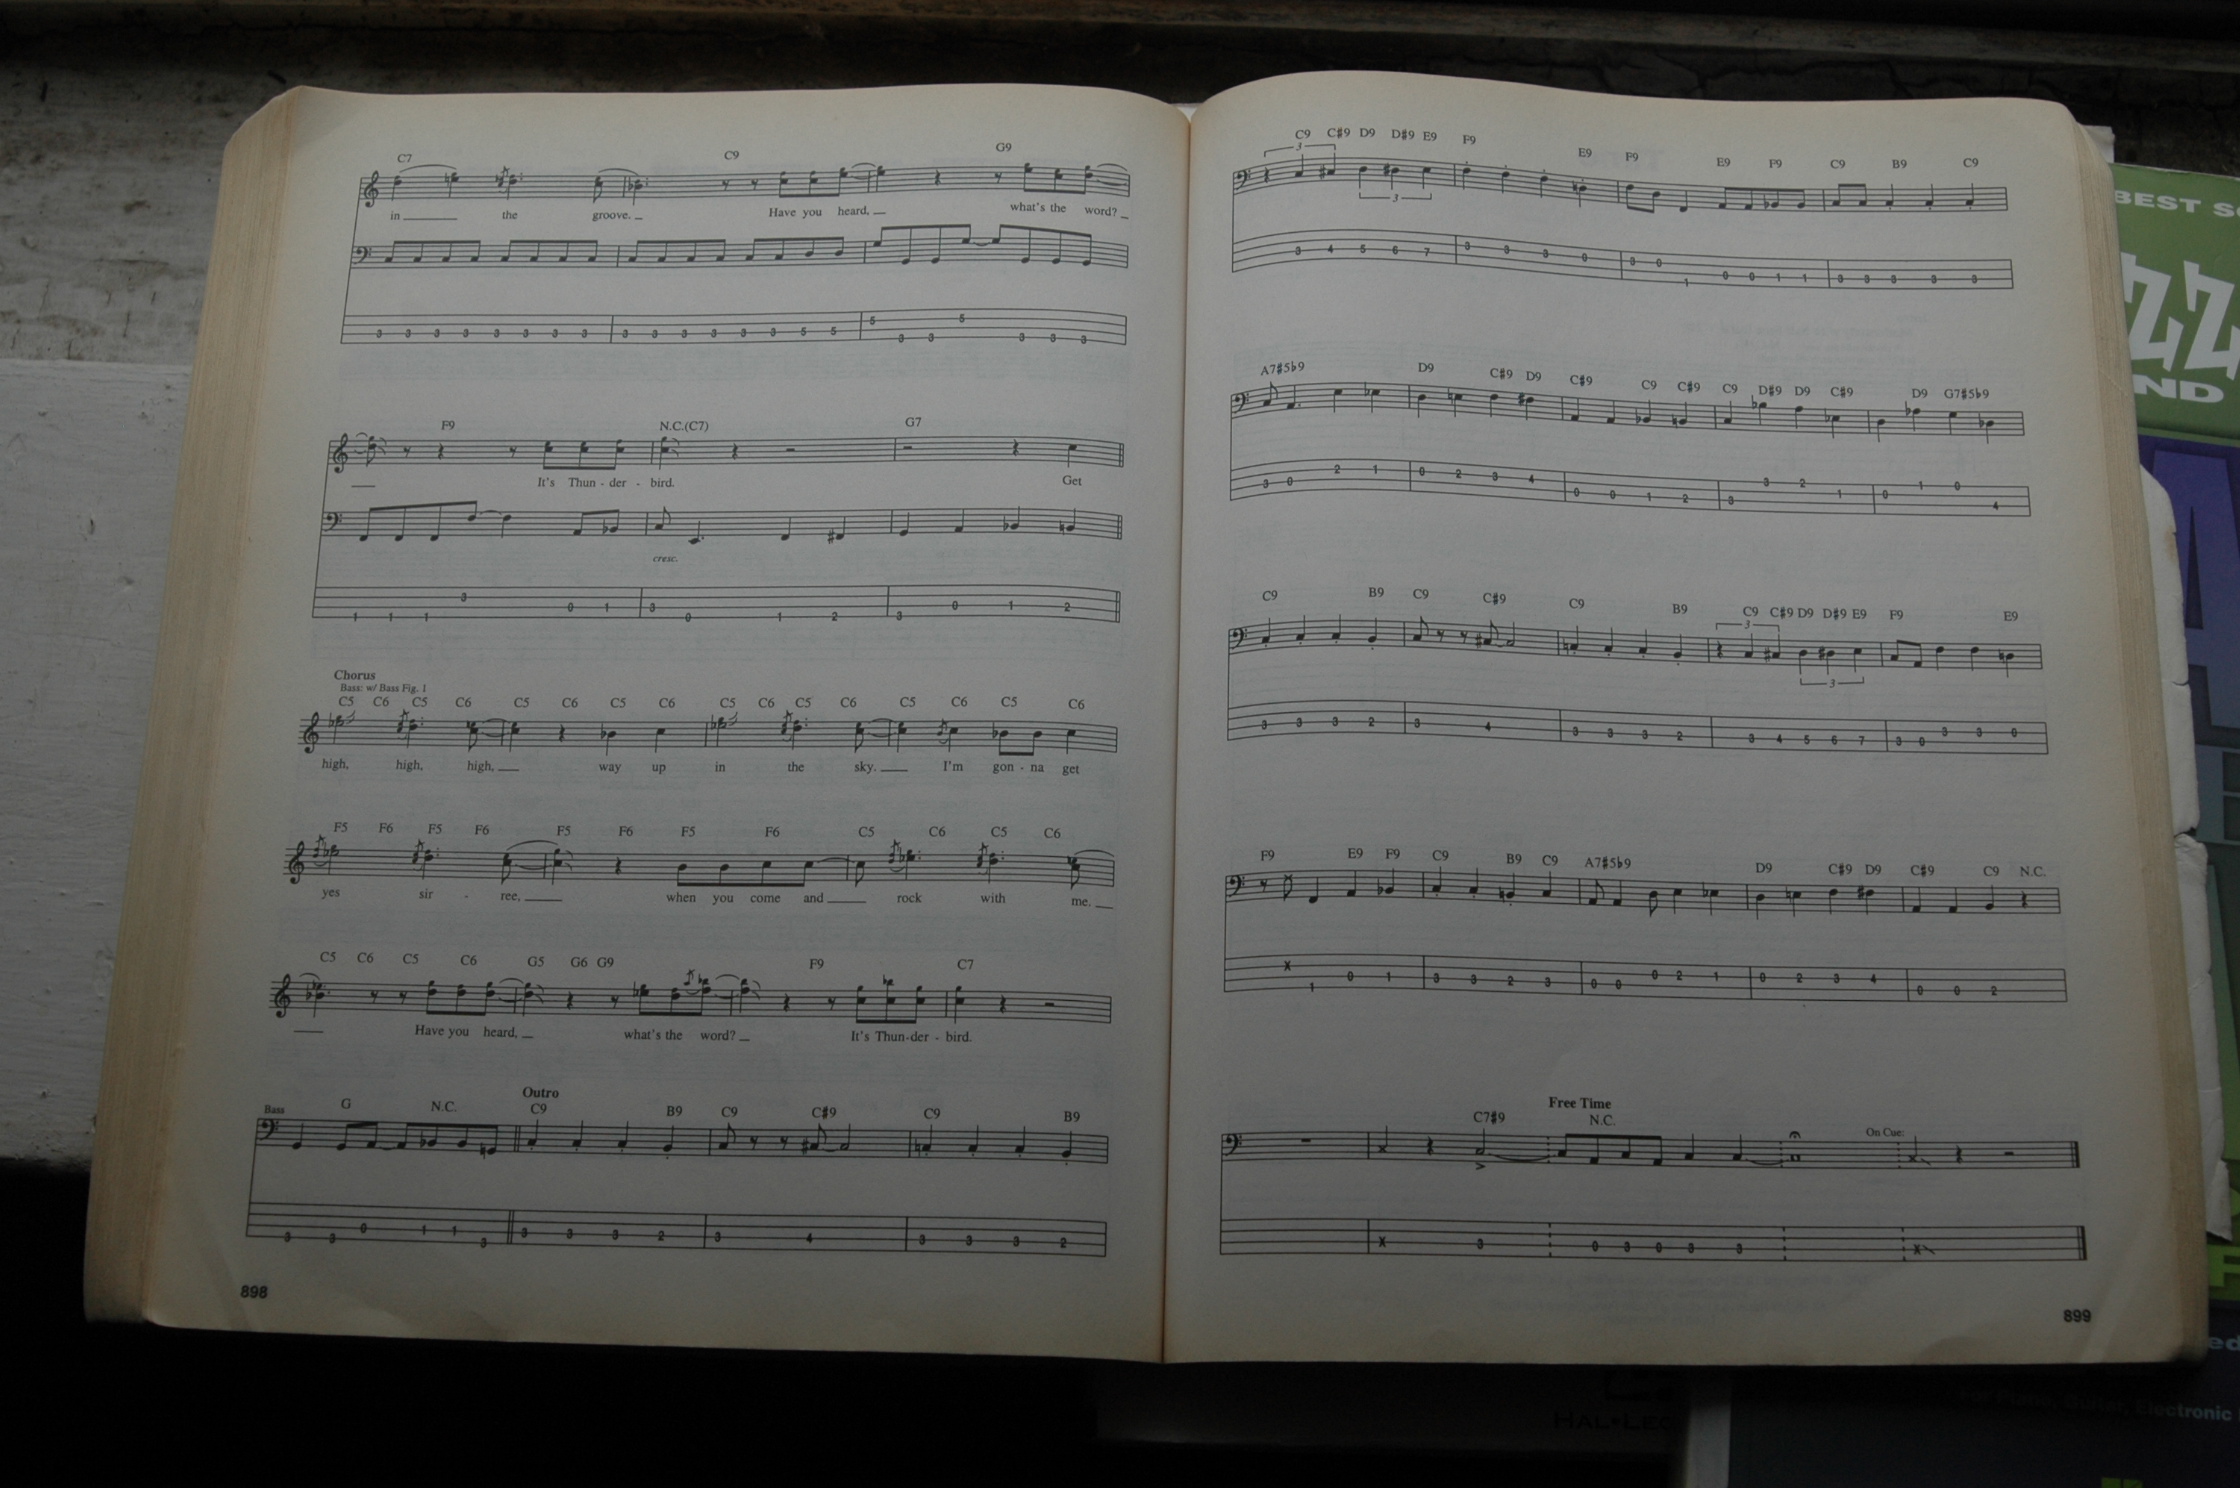 C7 C9 G9
in the groove. Have you heard, what's the word?
3 3 3 3 3 3 3 3 3 3 3 3 3 3 5 5 5 3 3 5 3 3 3
F9 N.C.(C7) G7
It's Thun - der - bird. Get
cresc.
1 1 1 3 0 1 3 0 1 2 3 0 1 2
Chorus
Bass: w/ Bass Fig. 1
C5 C6 C5 C6 C5 C6 C5 C6 C5 C6 C5 C6 C5 C6 C5 C6
high, high, high, way up in the sky. I'm gon - na get
F5 F6 F5 F6 F5 F6 F5 F6 C5 C6 C5 C6
yes sir - ree, when you come and rock with me.
C5 C6 C5 C6 G5 G6 G9 F9 C7
Have you heard, what's the word? It's Thun-der - bird.
Outro
Bass G N.C. C9 B9 C9 C#9 C9 B9
3 3 0 1 1 3 3 3 3 2 3 4 3 3 3 2
898
C9 C#9 D9 D#9 E9 F9 E9 F9 E9 F9 C9 B9 C9
3
3
3 4 5 6 7 3 3 3 0 3 0 1 0 0 1 1 3 3 3 3 3
A7#5b9 D9 C#9 D9 C#9 C9 C#9 C9 D#9 D9 C#9 D9 G7#5b9
3 0 2 1 0 2 3 4 0 0 1 2 3 3 2 1 0 1 0 4
C9 B9 C9 C#9 C9 B9 C9 C#9 D9 D#9 E9 F9 E9
3
3
3 3 3 2 3 4 3 3 3 2 3 4 5 6 7 3 0 3 3 0
F9 E9 F9 C9 B9 C9 A7#5b9 D9 C#9 D9 C#9 C9 N.C.
x 1 0 1 3 3 2 3 0 0 0 2 1 0 2 3 4 0 0 2
Free Time
C7#9 N.C. On Cue:
x 3 0 3 0 3 3 x
899
BEST
ZZ
ND
HAL•LE
Electronic